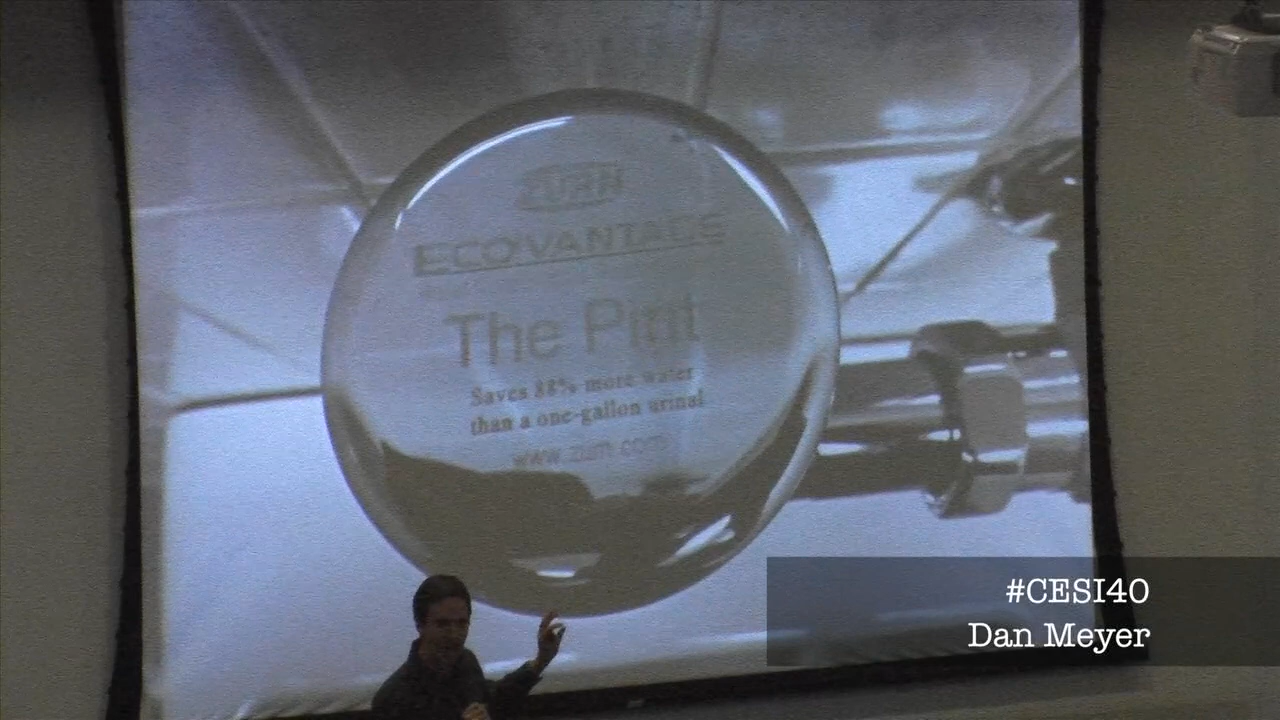 ZURN
ECOVANTAGE
The Pint
Saves 88% more water
than a one-gallon urinal
www.zurn.com
#CESI40
Dan Meyer